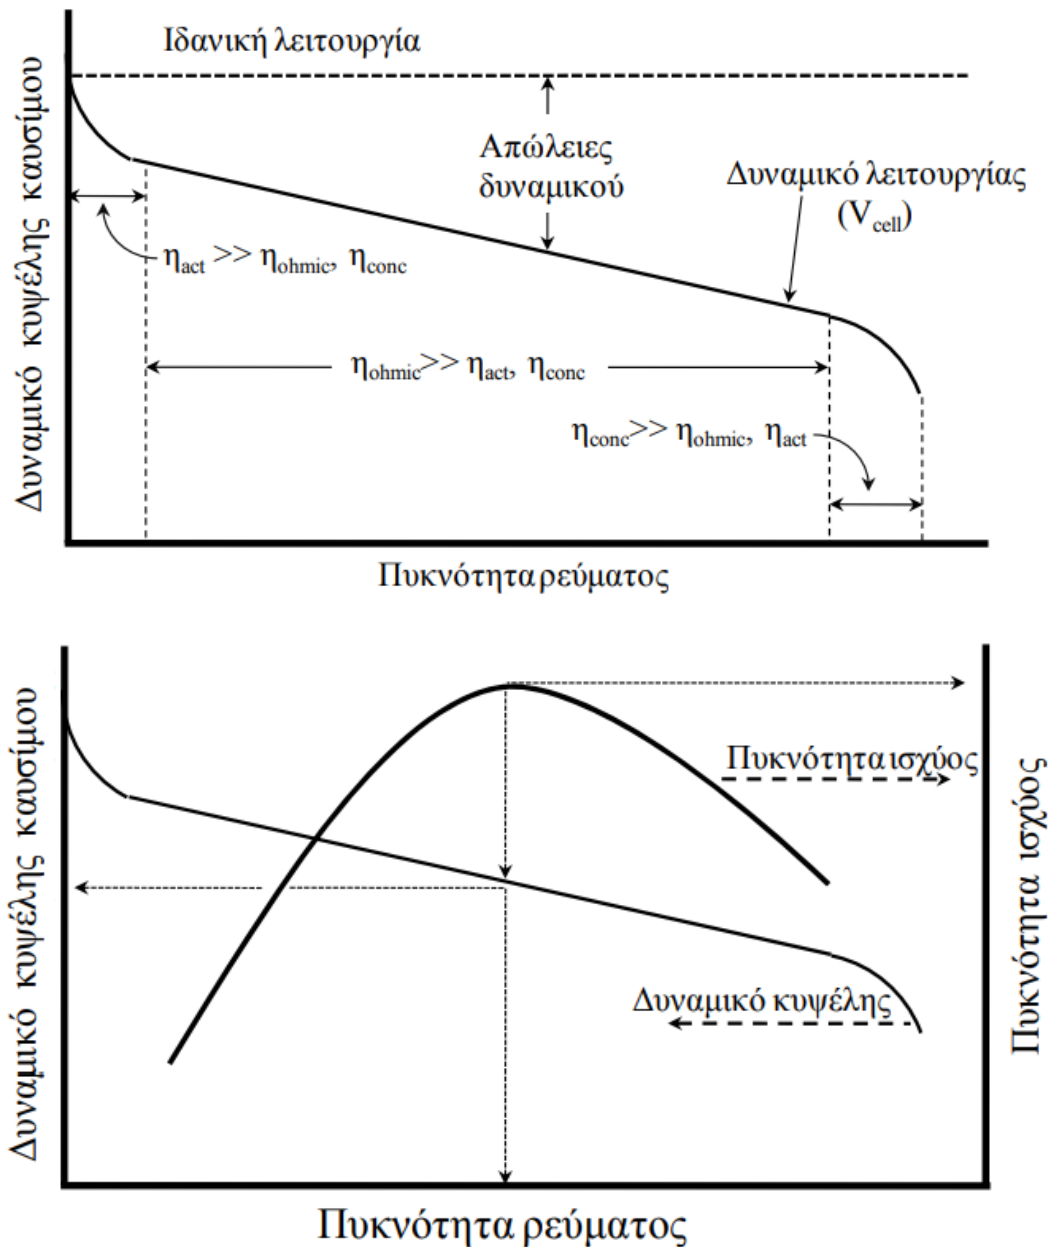 Ιδανική λειτουργία
Δυναμικό κυψέλης καυσίμου
Απώλειες
δυναμικού
Δυναμικό λειτουργίας
(Vcell)
ηact >> ηohmic, ηconc
ηohmic>> ηact, ηconc
ηconc>> ηohmic, ηact
Πυκνότητα ρεύματος
Δυναμικό κυψέλης καυσίμου
Πυκνότητα ισχύος
Πυκνότητα ισχύος
Δυναμικό κυψέλης
Πυκνότητα ρεύματος